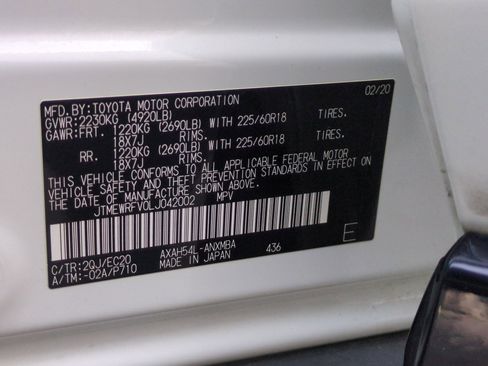 MFD.BY:TOYOTA MOTOR CORPORATION 02/20
GVWR:2230KG (4920LB)
GAWR:FRT. 1220KG (2690LB) WITH 225/60R18 TIRES.
18X7J RIMS.
RR. 1220KG (2690LB) WITH 225/60R18 TIRES.
18X7J RIMS.
THIS VEHICLE CONFORMS TO ALL APPLICABLE FEDERAL MOTOR
VEHICLE SAFETY AND THEFT PREVENTION STANDARDS IN EFFECT ON
THE DATE OF MANUFACTURE SHOWN ABOVE.
JTMEWRFV0LJ042002 MPV
C/TR:2QJ/EC20 AXAH54L-ANXMBA 436 E
A/TM:-02A/P710 MADE IN JAPAN